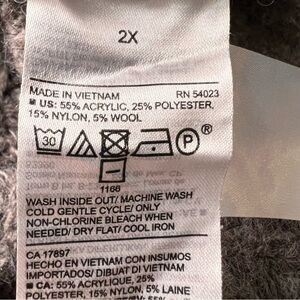 2X
MADE IN VIETNAM RN 54023
■ US: 55% ACRYLIC, 25% POLYESTER,
15% NYLON, 5% WOOL
30 P ®
1166
WASH INSIDE OUT/ MACHINE WASH
COLD GENTLE CYCLE/ ONLY
NON-CHLORINE BLEACH WHEN
NEEDED/ DRY FLAT/ COOL IRON
CA 17897
HECHO EN VIETNAM CON INSUMOS
IMPORTADOS/ DIBUAT DI VIETNAM
■ CA: 55% ACRYLIQUE, 25%
POLYESTER, 15% NYLON, 5% LAINE